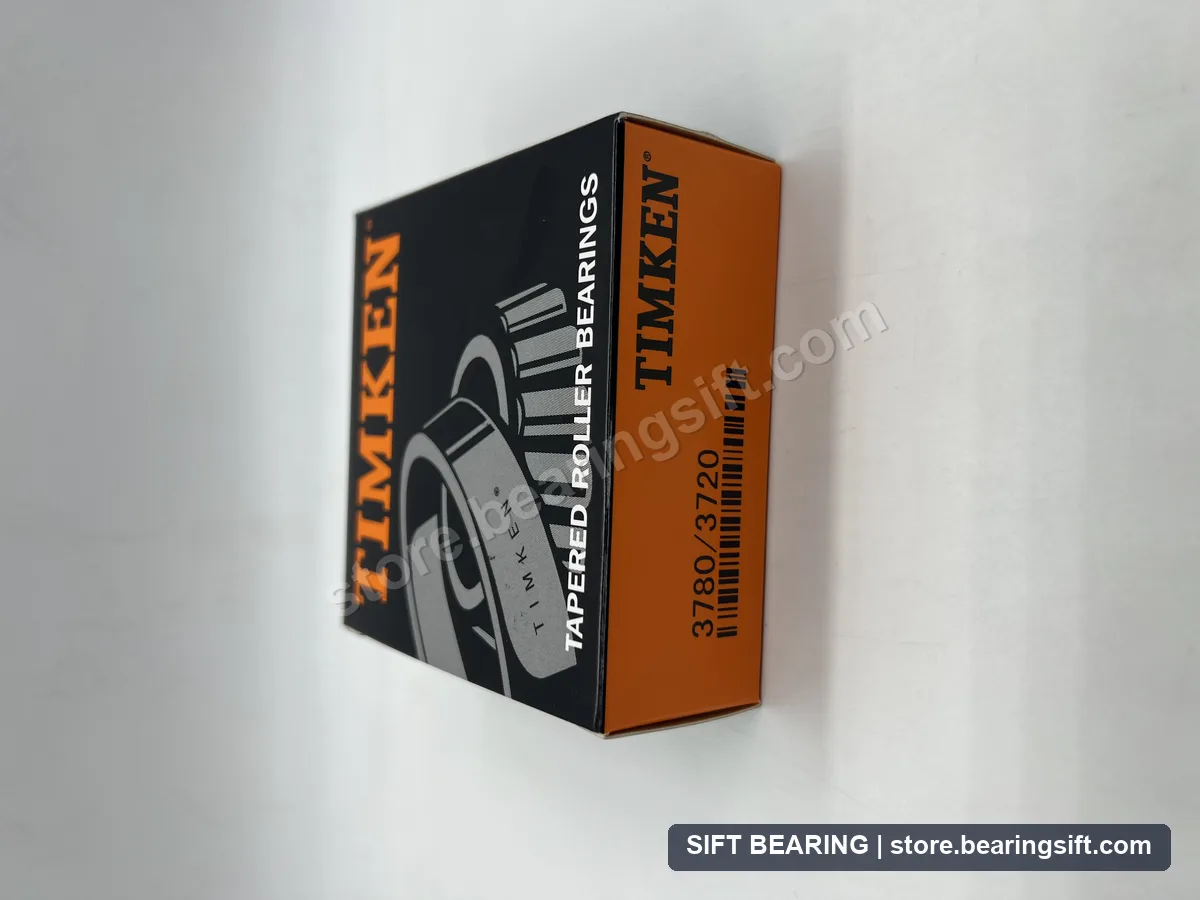 TIMKEN
TIMKEN®
TAPERED ROLLER BEARINGS
TIMKEN®
3780/3720
store.bearingsift.com
SIFT BEARING | store.bearingsift.com